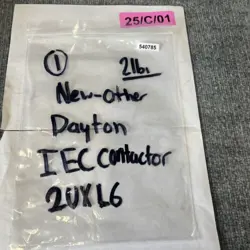 25/C/01
540785
① 2lbs
New-Other
Dayton
IEC Contactor
2UXL6